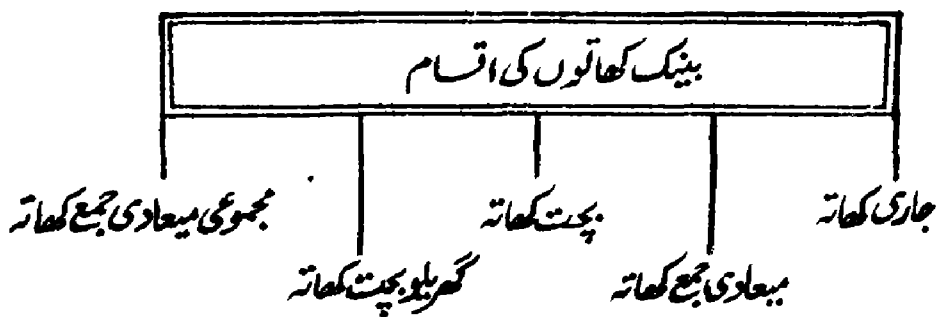 بینک کھاتوں کی اقسام
جاری کھاتہ
میعادی جمع کھاتہ
بچت کھاتہ
گھریلو بچت کھاتہ
مجموعی میعادی جمع کھاتہ